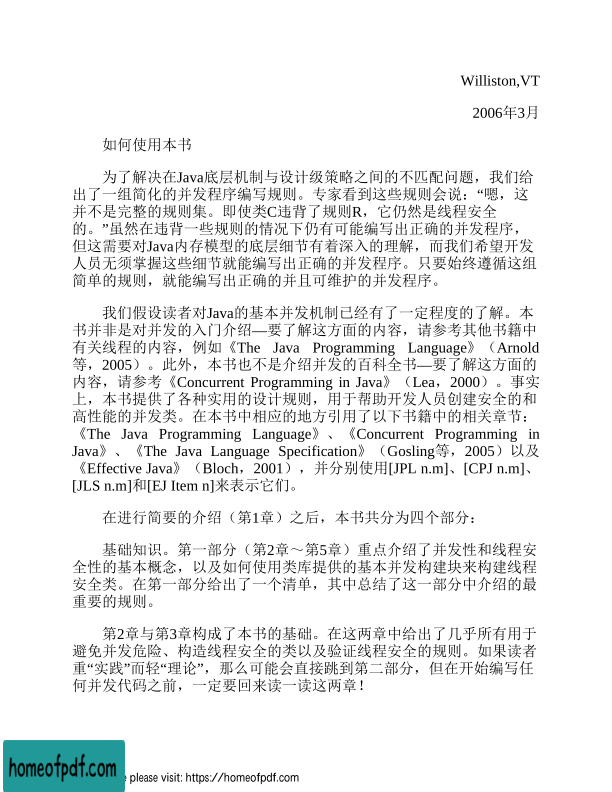 Williston,VT
2006年3月
如何使用本书
为了解决在Java底层机制与设计级策略之间的不匹配问题，我们给
出了一组简化的并发程序编写规则。专家看到这些规则会说：“嗯，这
并不是完整的规则集。即使类C违背了规则R，它仍然是线程安全
的。”虽然在违背一些规则的情况下仍有可能编写出正确的并发程序，
但这需要对Java内存模型的底层细节有着深入的理解，而我们希望开发
人员无须掌握这些细节就能编写出正确的并发程序。只要始终遵循这组
简单的规则，就能编写出正确的并且可维护的并发程序。
我们假设读者对Java的基本并发机制已经有了一定程度的了解。本
书并非是对并发的入门介绍—要了解这方面的内容，请参考其他书籍中
有关线程的内容，例如《The Java Programming Language》（Arnold
等，2005）。此外，本书也不是介绍并发的百科全书—要了解这方面的
内容，请参考《Concurrent Programming in Java》（Lea，2000）。事实
上，本书提供了各种实用的设计规则，用于帮助开发人员创建安全的和
高性能的并发类。在本书中相应的地方引用了以下书籍中的相关章节：
《The Java Programming Language》、《Concurrent Programming in
Java》、《The Java Language Specification》（Gosling等，2005）以及
《Effective Java》（Bloch，2001），并分别使用[JPL n.m]、[CPJ n.m]、
[JLS n.m]和[EJ Item n]来表示它们。
在进行简要的介绍（第1章）之后，本书共分为四个部分：
基础知识。第一部分（第2章～第5章）重点介绍了并发性和线程安
全性的基本概念，以及如何使用类库提供的基本并发构建块来构建线程
安全类。在第一部分给出了一个清单，其中总结了这一部分中介绍的最
重要的规则。
第2章与第3章构成了本书的基础。在这两章中给出了几乎所有用于
避免并发危险、构造线程安全的类以及验证线程安全的规则。如果读者
重“实践”而轻“理论”，那么可能会直接跳到第二部分，但在开始编写任
何并发代码之前，一定要回来读一读这两章！
homeofpdf.com
please visit: https://homeofpdf.com